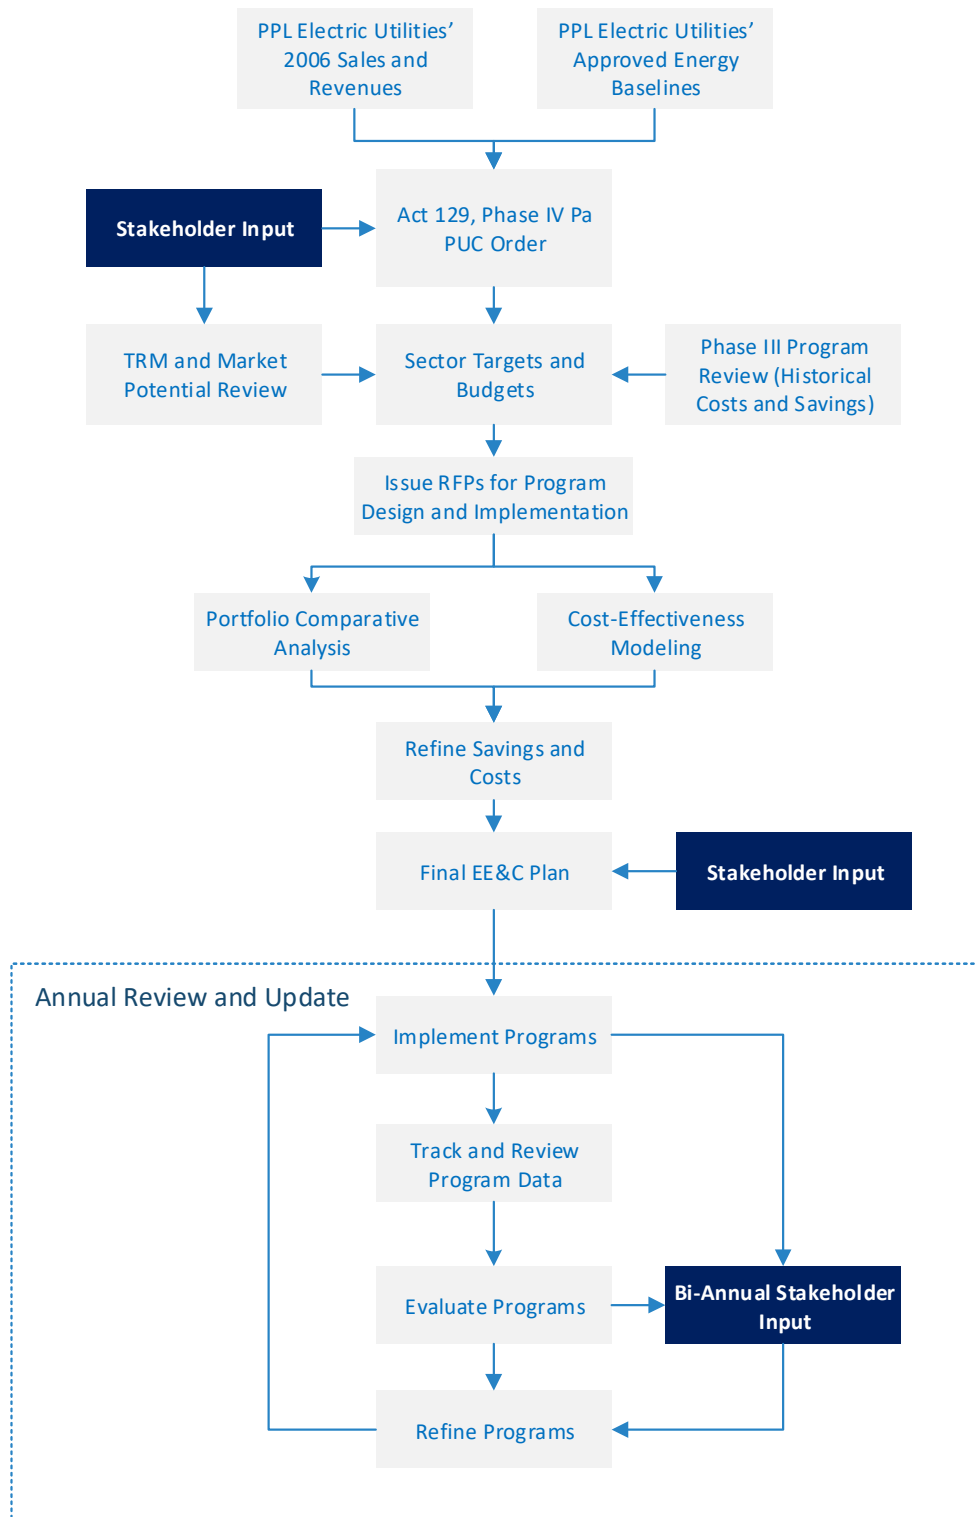 PPL Electric Utilities’
2006 Sales and
Revenues
PPL Electric Utilities’
Approved Energy
Baselines
Stakeholder Input
Act 129, Phase IV Pa
PUC Order
TRM and Market
Potential Review
Sector Targets and
Budgets
Phase III Program
Review (Historical
Costs and Savings)
Issue RFPs for Program
Design and Implementation
Portfolio Comparative
Analysis
Cost-Effectiveness
Modeling
Refine Savings and
Costs
Final EE&C Plan
Stakeholder Input
Annual Review and Update
Implement Programs
Track and Review
Program Data
Evaluate Programs
Bi-Annual Stakeholder
Input
Refine Programs